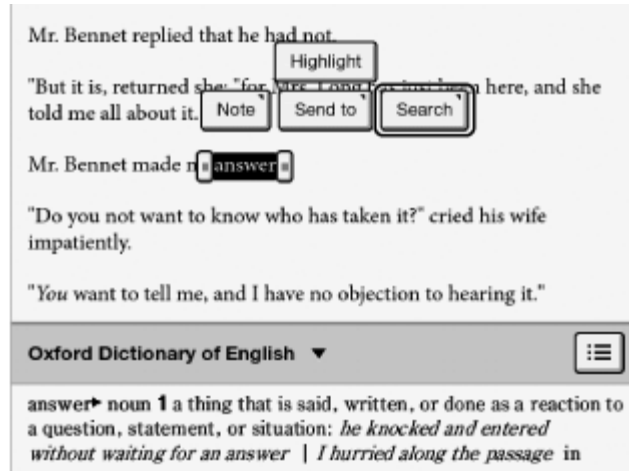 Mr. Bennet replied that he had not.
Highlight
"But it is, returned she: "for Mrs. Long has just been here, and she
told me all about it.
Note
Send to
Search
Mr. Bennet made answer
"Do you not want to know who has taken it?" cried his wife
impatiently.
"You want to tell me, and I have no objection to hearing it."
Oxford Dictionary of English ▼
answer▸ noun 1 a thing that is said, written, or done as a reaction to
a question, statement, or situation: he knocked and entered
without waiting for an answer | I hurried along the passage in